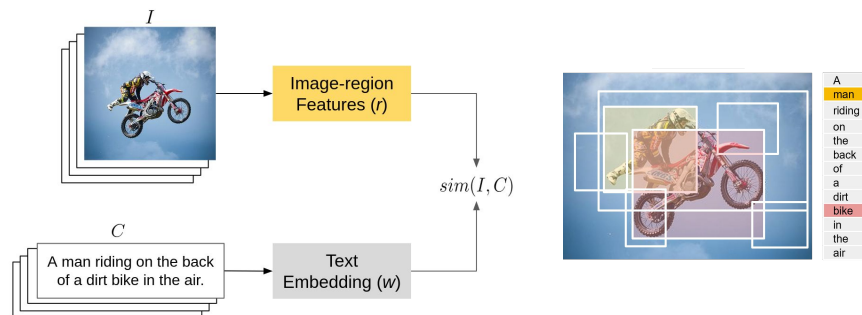 I
Image-region
Features (r)
sim(I, C)
C
A man riding on the back
of a dirt bike in the air.
Text
Embedding (w)
A
man
riding
on
the
back
of
a
dirt
bike
in
the
air